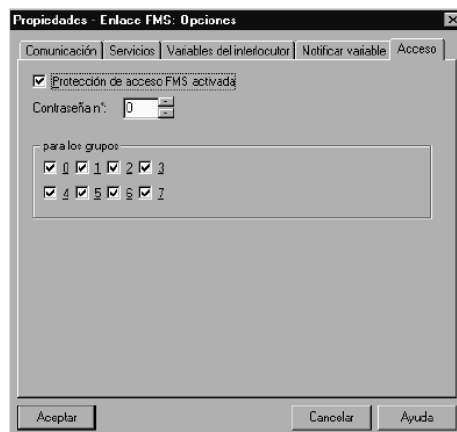 Propiedades - Enlace FMS: Opciones
Comunicación Servicios Variables del interlocutor Notificar variable Acceso
Protección de acceso FMS activada
Contraseña n°: 0
para los grupos
0 1 2 3
4 5 6 7
Aceptar Cancelar Ayuda